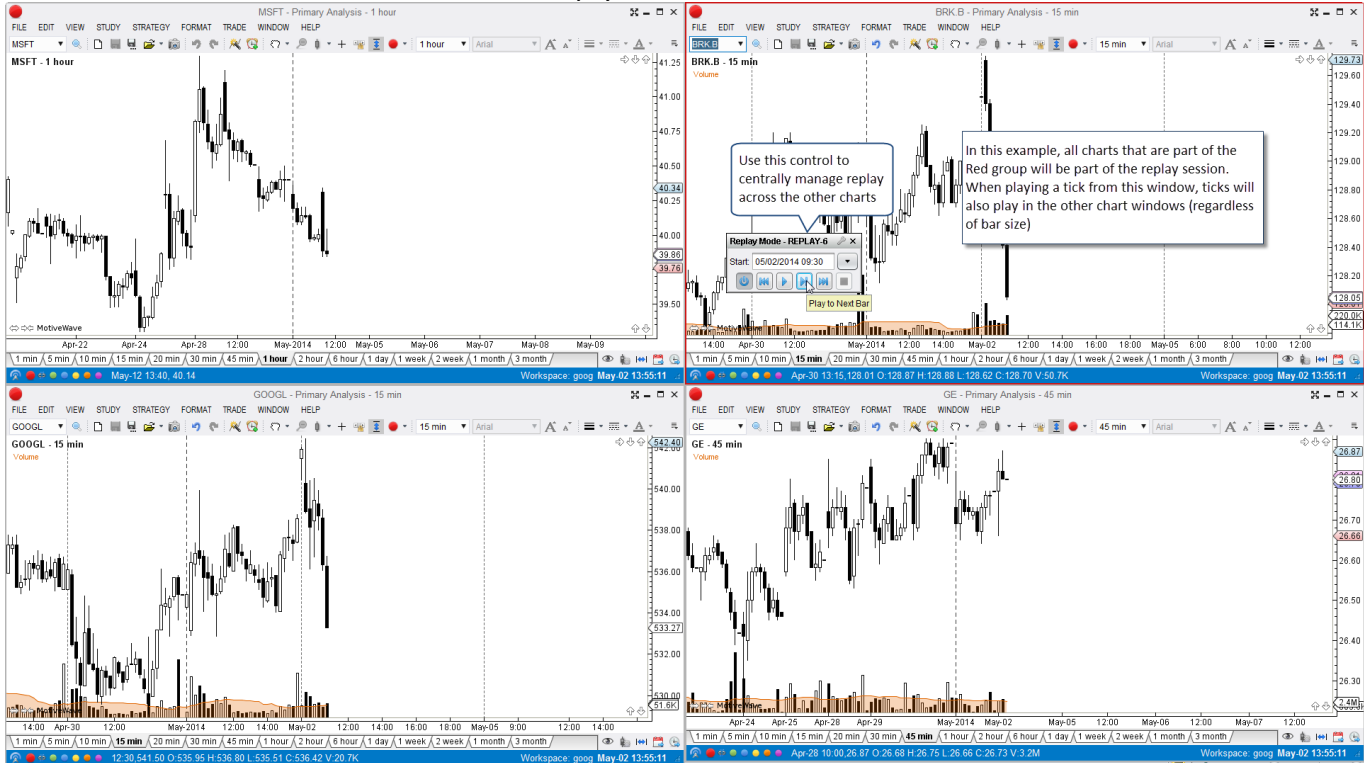 MSFT - Primary Analysis - 1 hour
FILE EDIT VIEW STUDY STRATEGY FORMAT TRADE WINDOW HELP
MSFT 1 hour Arial
MSFT - 1 hour
41.25
41.00
40.75
40.50
40.34
40.25
40.00
39.86
39.76
39.50
MotiveWave
Apr-22 Apr-24 Apr-28 12:00 May-2014 12:00 May-05 May-06 May-07 May-08 May-09
1 min 5 min 10 min 15 min 20 min 30 min 45 min 1 hour 2 hour 6 hour 1 day 1 week 2 week 1 month 3 month
May-12 13:40, 40.14 Workspace: goog May-02 13:55:11
BRK.B - Primary Analysis - 15 min
FILE EDIT VIEW STUDY STRATEGY FORMAT TRADE WINDOW HELP
BRK.B 15 min Arial
BRK.B - 15 min
Volume
129.73
129.60
129.40
129.20
129.00
128.80
128.60
128.40
128.20
128.05
220.0K
114.1K
Use this control to
centrally manage replay
across the other charts
In this example, all charts that are part of the
Red group will be part of the replay session.
When playing a tick from this window, ticks will
also play in the other chart windows (regardless
of bar size)
Replay Mode - REPLAY-6
Start: 05/02/2014 09:30
Play to Next Bar
MotiveWave
14:00 Apr-30 12:00 May-2014 12:00 14:00 16:00 18:00 May-02 10:00 12:00 14:00 16:00 18:00 May-05 6:00 8:00 10:00 12:00
1 min 5 min 10 min 15 min 20 min 30 min 45 min 1 hour 2 hour 6 hour 1 day 1 week 2 week 1 month 3 month
Apr-30 13:15,128.01 O:128.87 H:128.88 L:128.62 C:128.70 V:50.7K Workspace: goog May-02 13:55:11
GOOGL - Primary Analysis - 15 min
FILE EDIT VIEW STUDY STRATEGY FORMAT TRADE WINDOW HELP
GOOGL 15 min Arial
GOOGL - 15 min
Volume
542.40
540.00
538.00
536.00
534.00
533.27
532.00
530.00
51.6K
MotiveWave
14:00 Apr-30 12:00 May-2014 12:00 14:00 May-02 12:00 14:00 16:00 18:00 May-05 9:00 12:00 14:00
1 min 5 min 10 min 15 min 20 min 30 min 45 min 1 hour 2 hour 6 hour 1 day 1 week 2 week 1 month 3 month
12:30,541.50 O:535.95 H:536.80 L:535.51 C:536.42 V:20.7K Workspace: goog May-02 13:55:11
GE - Primary Analysis - 45 min
FILE EDIT VIEW STUDY STRATEGY FORMAT TRADE WINDOW HELP
GE 45 min Arial
GE - 45 min
Volume
26.87
26.80
26.70
26.66
26.60
26.50
26.40
26.30
2.4M
MotiveWave
Apr-24 Apr-25 Apr-28 Apr-29 May-2014 May-02 May-05 12:00 May-06 12:00 May-07 12:00
1 min 5 min 10 min 15 min 20 min 30 min 45 min 1 hour 2 hour 6 hour 1 day 1 week 2 week 1 month 3 month
Apr-28 10:00,26.87 O:26.68 H:26.75 L:26.66 C:26.73 V:3.2M Workspace: goog May-02 13:55:11